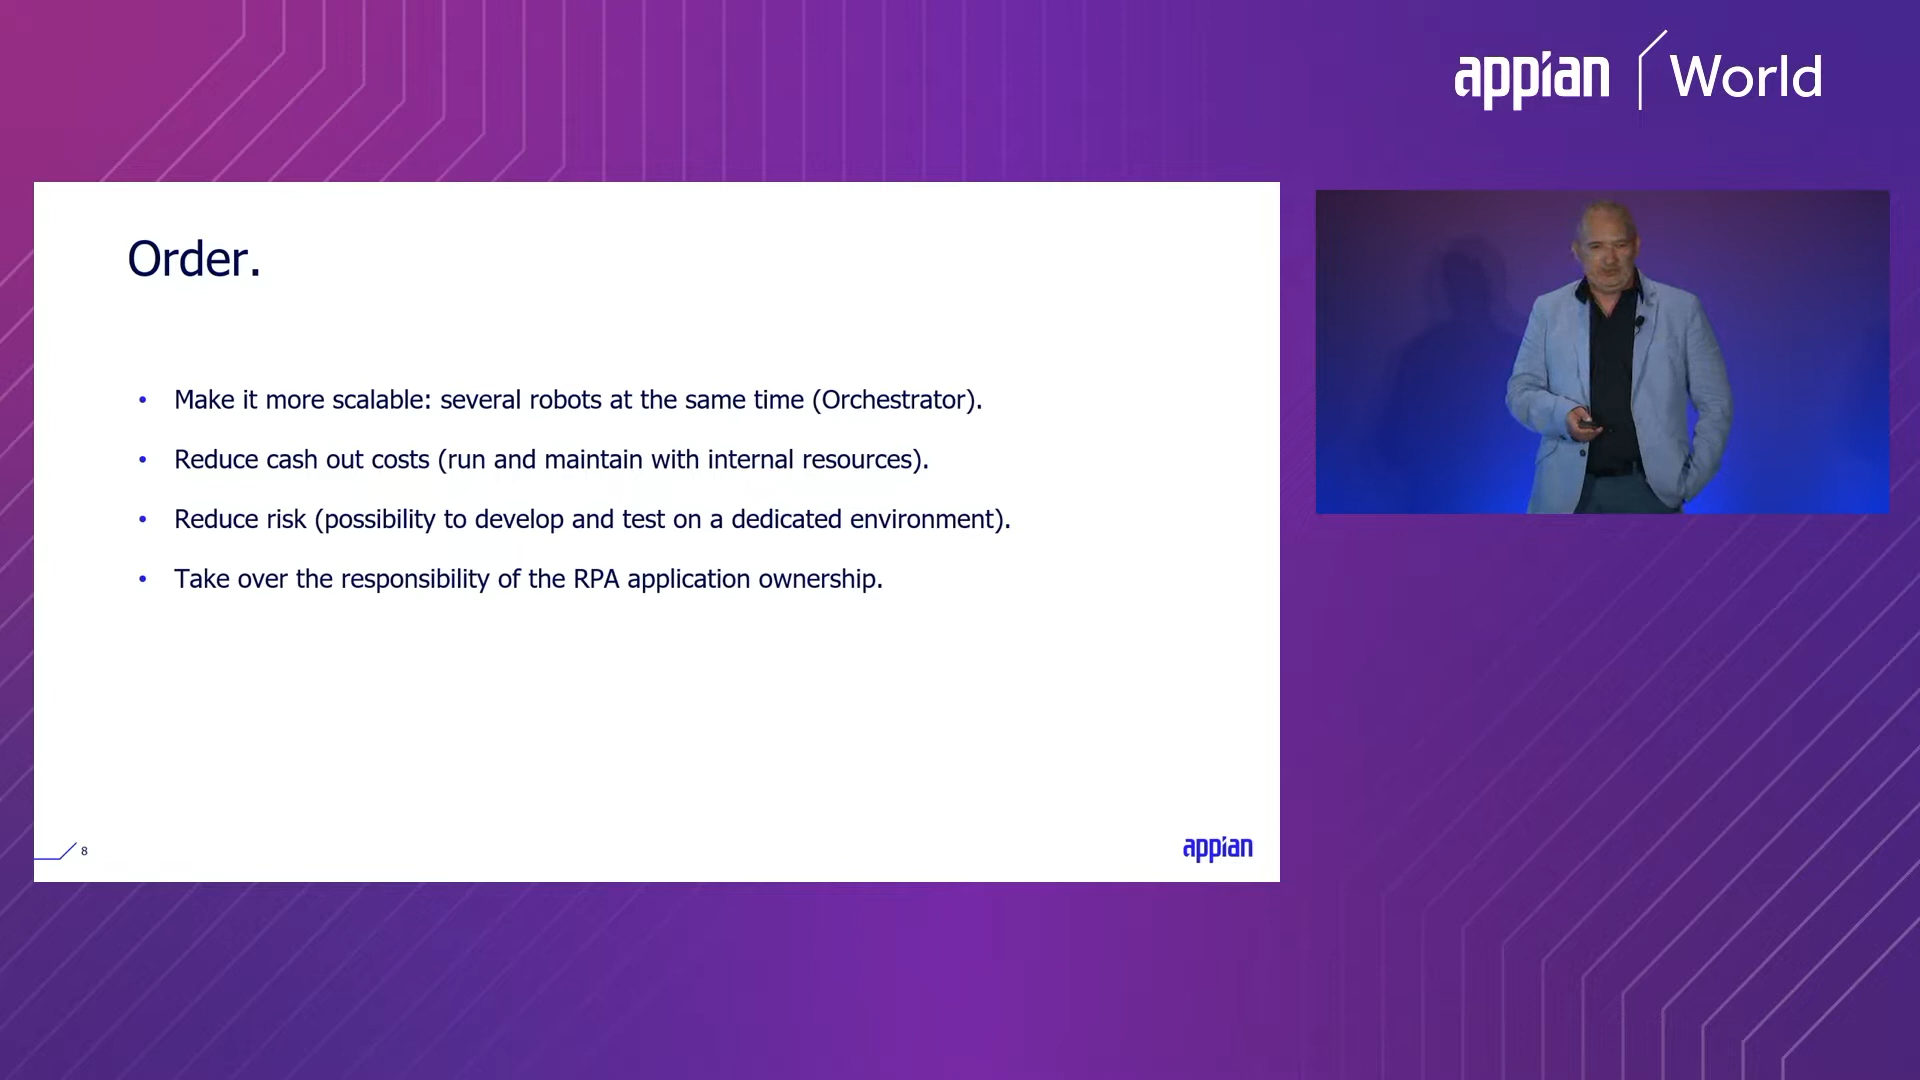 appian World
Order.
• Make it more scalable: several robots at the same time (Orchestrator).
• Reduce cash out costs (run and maintain with internal resources).
• Reduce risk (possibility to develop and test on a dedicated environment).
• Take over the responsibility of the RPA application ownership.
8
appian